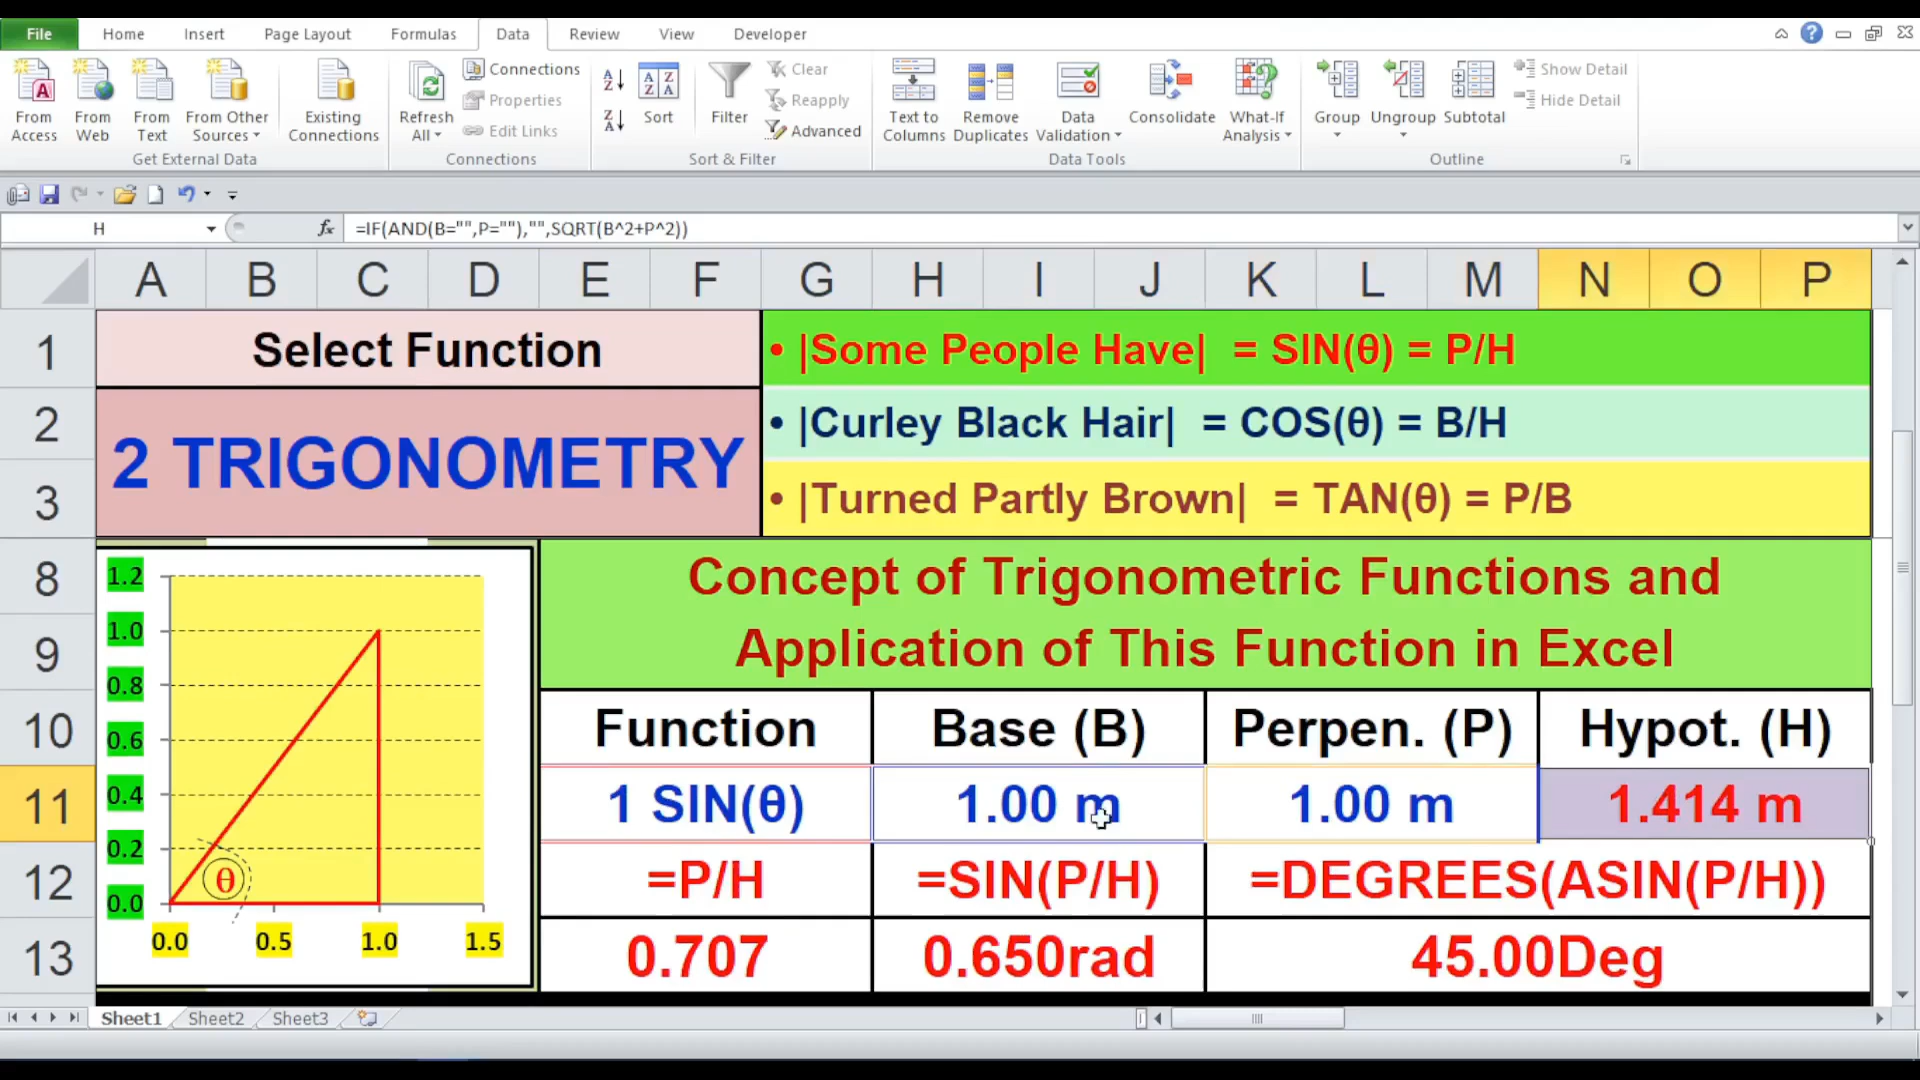 File Home Insert Page Layout Formulas Data Review View Developer
From Access
From Web
From Text
From Other Sources
Existing Connections
Get External Data
Refresh All
Connections
Properties
Edit Links
Connections
Sort
Filter
Clear
Reapply
Advanced
Sort & Filter
Text to Columns
Remove Duplicates
Data Validation
Consolidate
What-If Analysis
Data Tools
Group
Ungroup
Subtotal
Show Detail
Hide Detail
Outline
H fx =IF(AND(B="",P=""),"",SQRT(B^2+P^2))
A B C D E F G H I J K L M N O P
1 Select Function • |Some People Have| = SIN(θ) = P/H
2 • |Curley Black Hair| = COS(θ) = B/H
2 TRIGONOMETRY
3 • |Turned Partly Brown| = TAN(θ) = P/B
8 Concept of Trigonometric Functions and
9 Application of This Function in Excel
10 Function Base (B) Perpen. (P) Hypot. (H)
11 1 SIN(θ) 1.00 m 1.00 m 1.414 m
12 =P/H =SIN(P/H) =DEGREES(ASIN(P/H))
13 0.707 0.650rad 45.00Deg
1.2
1.0
0.8
0.6
0.4
0.2
0.0
θ
0.0 0.5 1.0 1.5
Sheet1 Sheet2 Sheet3